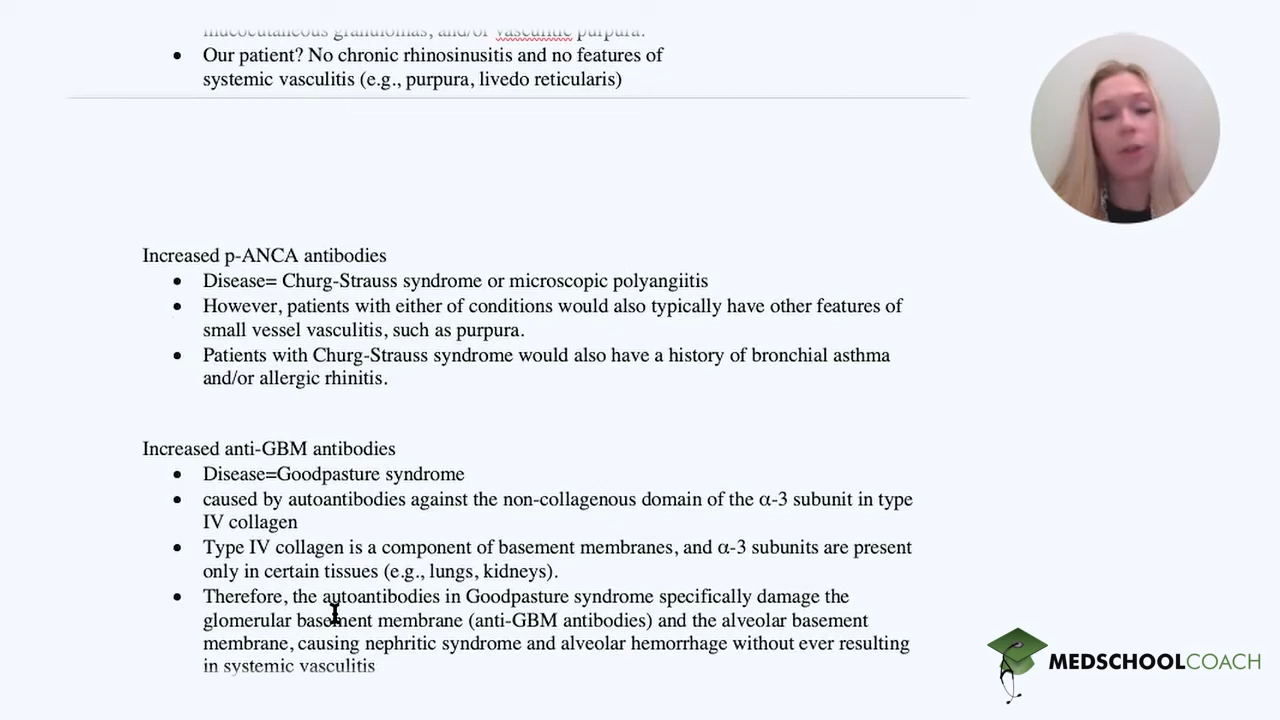 mucocutaneous granulomas, and/or vasculitic purpura.
• Our patient? No chronic rhinosinusitis and no features of
systemic vasculitis (e.g., purpura, livedo reticularis)
Increased p-ANCA antibodies
• Disease= Churg-Strauss syndrome or microscopic polyangiitis
• However, patients with either of conditions would also typically have other features of
small vessel vasculitis, such as purpura.
• Patients with Churg-Strauss syndrome would also have a history of bronchial asthma
and/or allergic rhinitis.
Increased anti-GBM antibodies
• Disease=Goodpasture syndrome
• caused by autoantibodies against the non-collagenous domain of the α-3 subunit in type
IV collagen
• Type IV collagen is a component of basement membranes, and α-3 subunits are present
only in certain tissues (e.g., lungs, kidneys).
• Therefore, the autoantibodies in Goodpasture syndrome specifically damage the
glomerular basement membrane (anti-GBM antibodies) and the alveolar basement
membrane, causing nephritic syndrome and alveolar hemorrhage without ever resulting
in systemic vasculitis
MEDSCHOOLCOACH